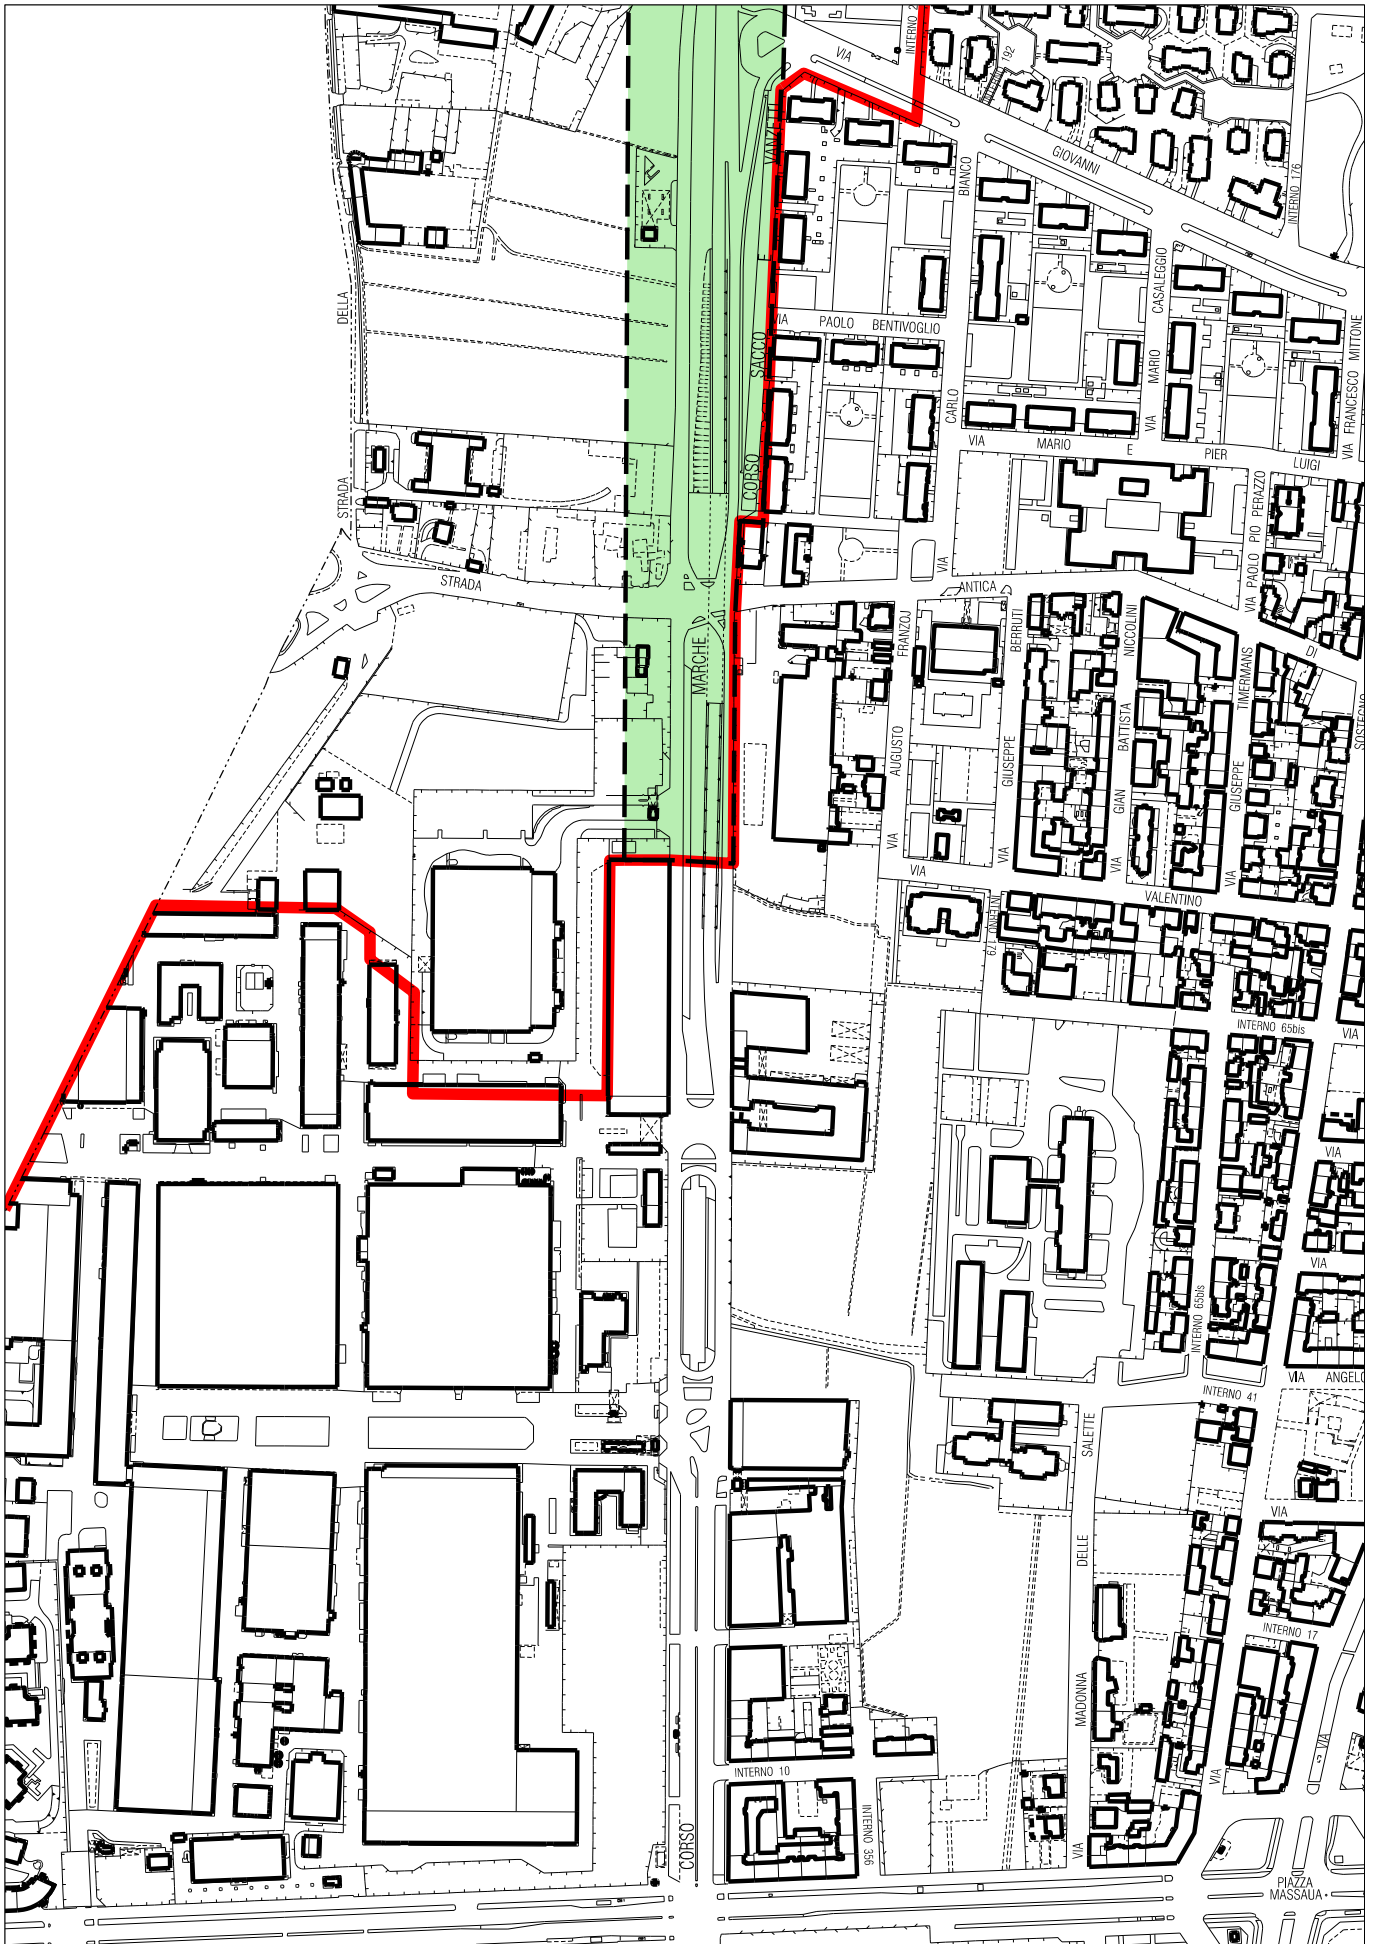 VIA
INTERNO
192
GIOVANNI
INTERNO 176
VANZETTI
BIANCO
CASALEGGIO
DELLA
VIA PAOLO BENTIVOGLIO
SACCO
MARIO
VIA FRANCESCO MITTONE
CARLO
VIA
VIA MARIO E PIER LUIGI
CORSO
STRADA
VIA PAOLO PIO PERAZZO
VIA
STRADA
ANTICA
DI
FRANZOJ
BERRUTI
NICCOLINI
MARCHE
TIMERMANS
SOSTEGNO
BATTISTA
AUGUSTO
GIUSEPPE
GIAN
GIUSEPPE
VIA
VIA
VIA
VIA
VIA
VALENTINO
INTERNO 79
INTERNO 65bis
VIA
VIA
VIA
INTERNO 65bis
VIA ANGELO
INTERNO 41
SALETTE
VIA
DELLE
INTERNO 17
MADONNA
VIA
INTERNO 10
VIA
CORSO
INTERNO 356
VIA
PIAZZA
MASSAUA